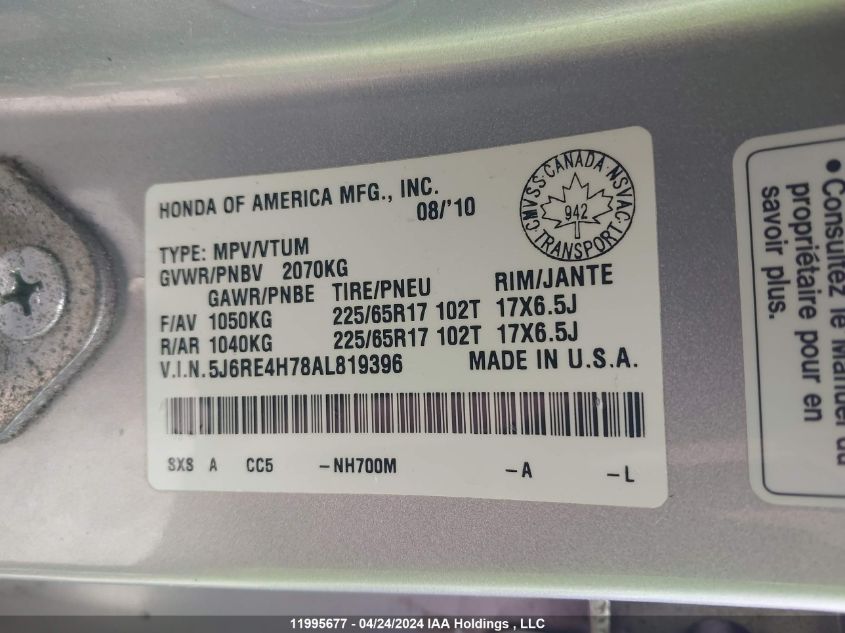 HONDA OF AMERICA MFG., INC.
08/'10
CMVSS · CANADA · NSVAC · TRANSPORT ·
942
TYPE: MPV/VTUM
GVWR/PNBV 2070KG
GAWR/PNBE TIRE/PNEU RIM/JANTE
F/AV 1050KG 225/65R17 102T 17X6.5J
R/AR 1040KG 225/65R17 102T 17X6.5J
V.I.N.5J6RE4H78AL819396 MADE IN U.S.A.
SXS A CC5 -NH700M -A -L
• Consultez le Manuel du
propriétaire pour en
savoir plus.
11995677 - 04/24/2024 IAA Holdings , LLC